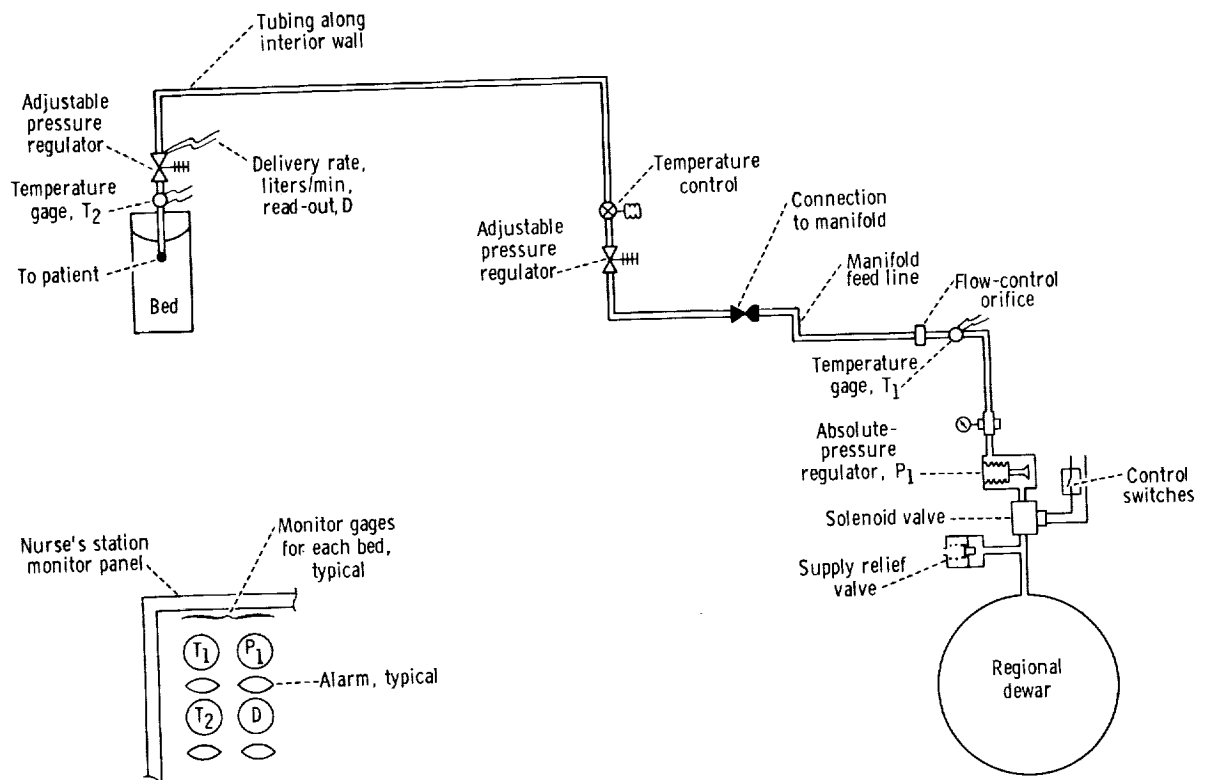 Tubing along
interior wall
Adjustable
pressure
regulator
Delivery rate,
liters/min,
read-out, D
Temperature
gage, T2
To patient
Bed
Temperature
control
Adjustable
pressure
regulator
Connection
to manifold
Manifold
feed line
Flow-control
orifice
Temperature
gage, T1
Absolute-
pressure
regulator, P1
Control
switches
Solenoid valve
Supply relief
valve
Regional
dewar
Nurse's station
monitor panel
Monitor gages
for each bed,
typical
T1 P1
Alarm, typical
T2 D